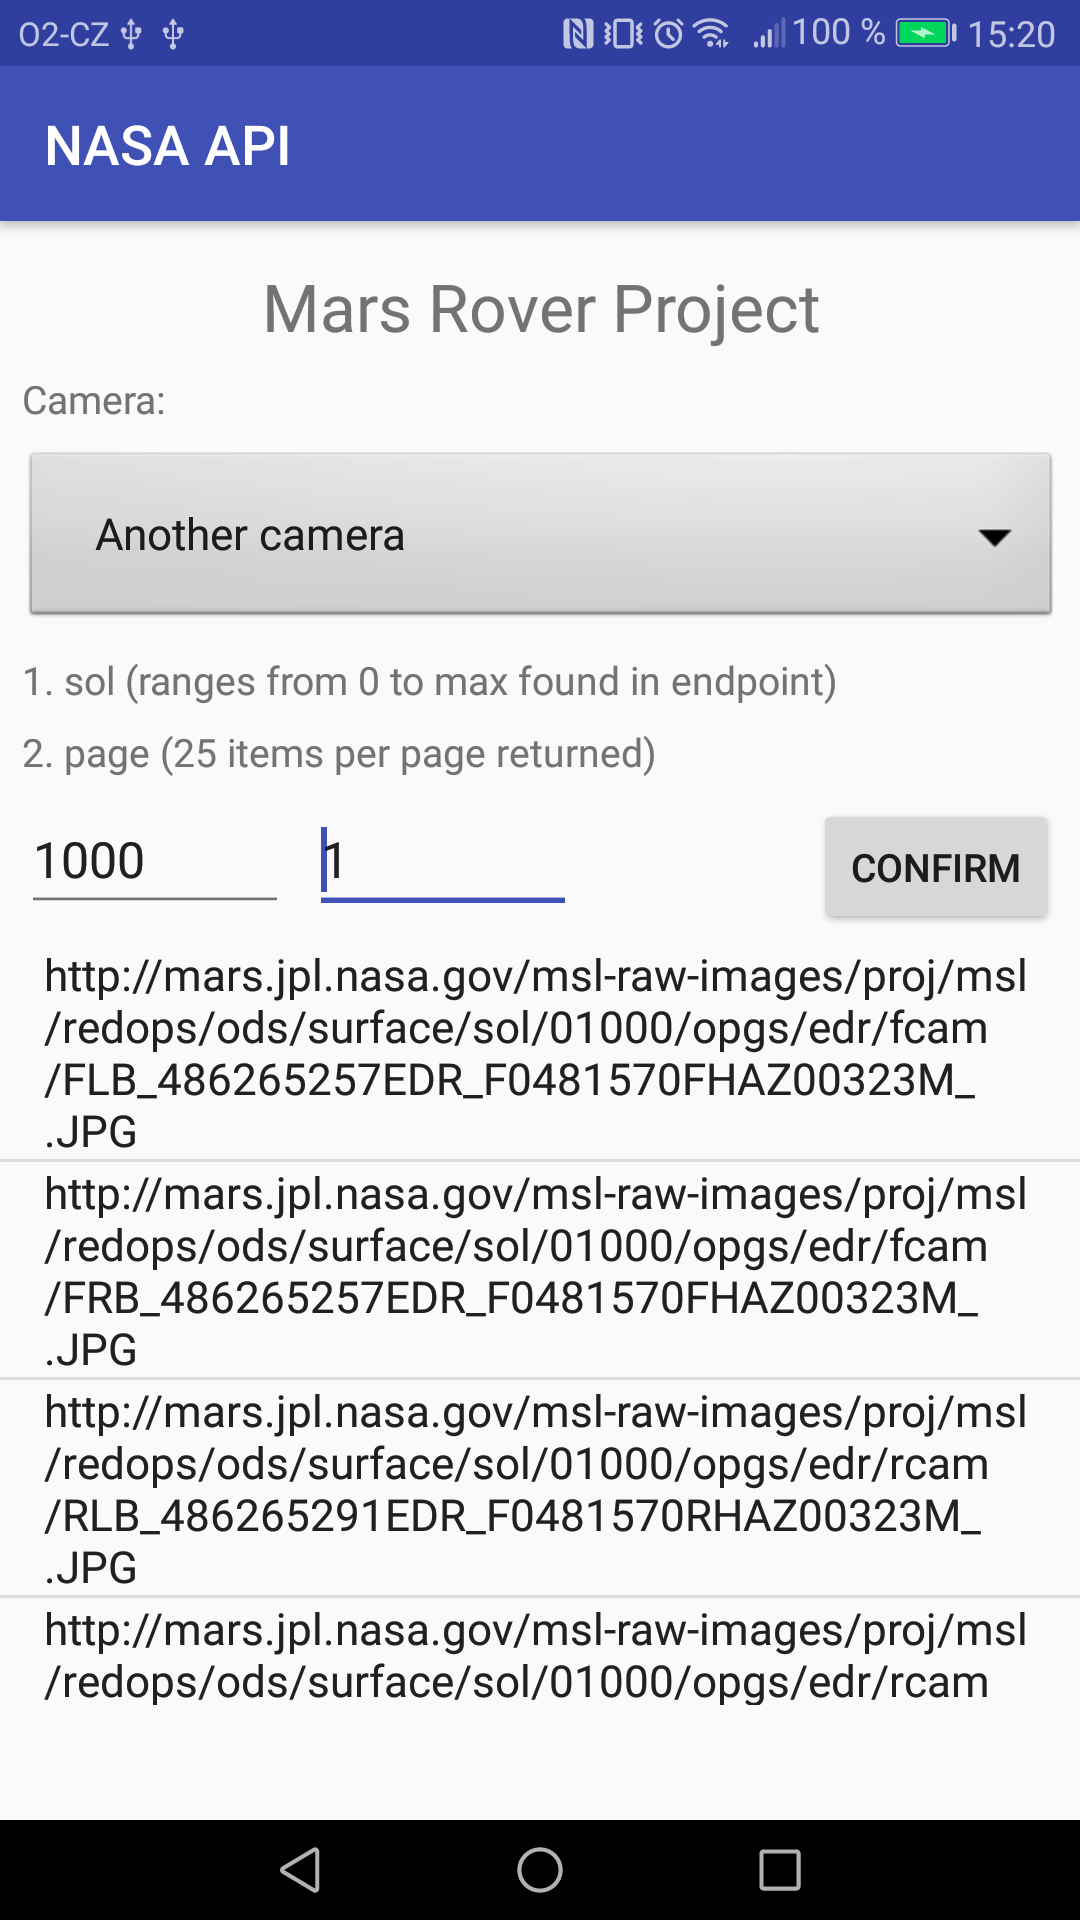 O2-CZ 100 % 15:20
NASA API
Mars Rover Project
Camera:
Another camera
1. sol (ranges from 0 to max found in endpoint)
2. page (25 items per page returned)
1000 1 CONFIRM
http://mars.jpl.nasa.gov/msl-raw-images/proj/msl
/redops/ods/surface/sol/01000/opgs/edr/fcam
/FLB_486265257EDR_F0481570FHAZ00323M_
.JPG
http://mars.jpl.nasa.gov/msl-raw-images/proj/msl
/redops/ods/surface/sol/01000/opgs/edr/fcam
/FRB_486265257EDR_F0481570FHAZ00323M_
.JPG
http://mars.jpl.nasa.gov/msl-raw-images/proj/msl
/redops/ods/surface/sol/01000/opgs/edr/rcam
/RLB_486265291EDR_F0481570RHAZ00323M_
.JPG
http://mars.jpl.nasa.gov/msl-raw-images/proj/msl
/redops/ods/surface/sol/01000/opgs/edr/rcam